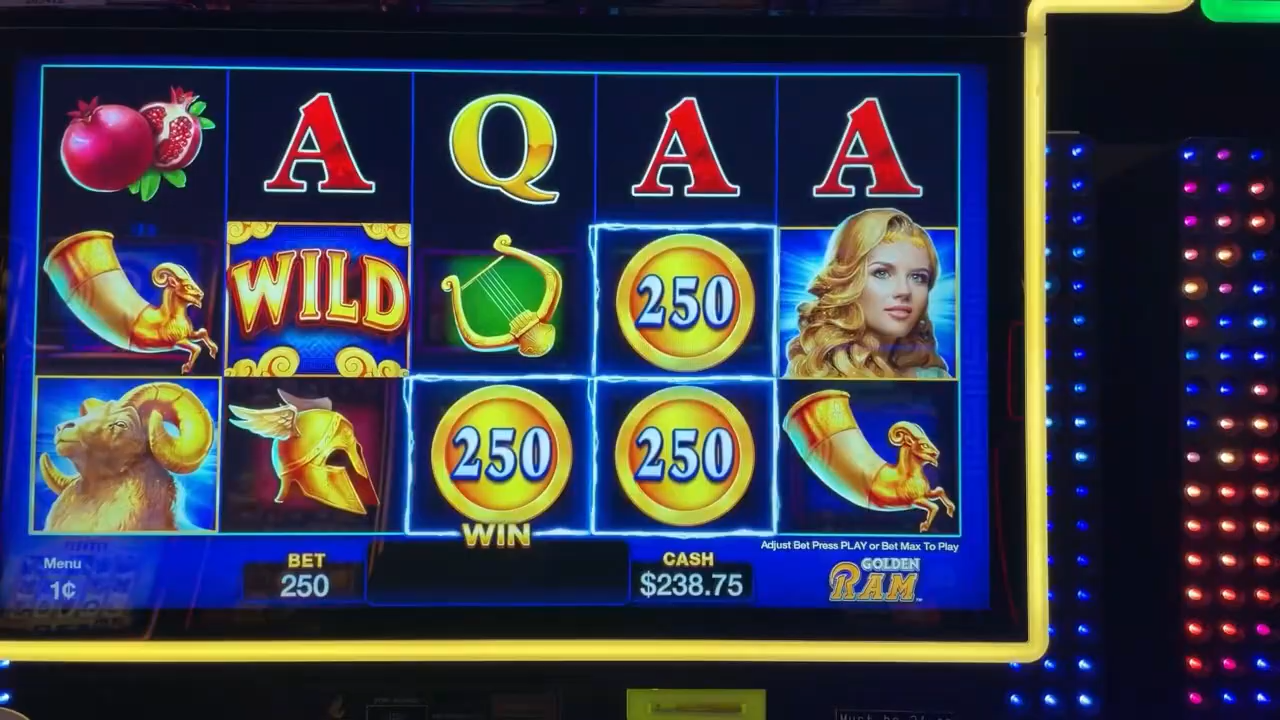 A Q A A
WILD 250
250 250
WIN
Adjust Bet Press PLAY or Bet Max To Play
Menu BET CASH GOLDEN
1¢ 250 $238.75 RAM™